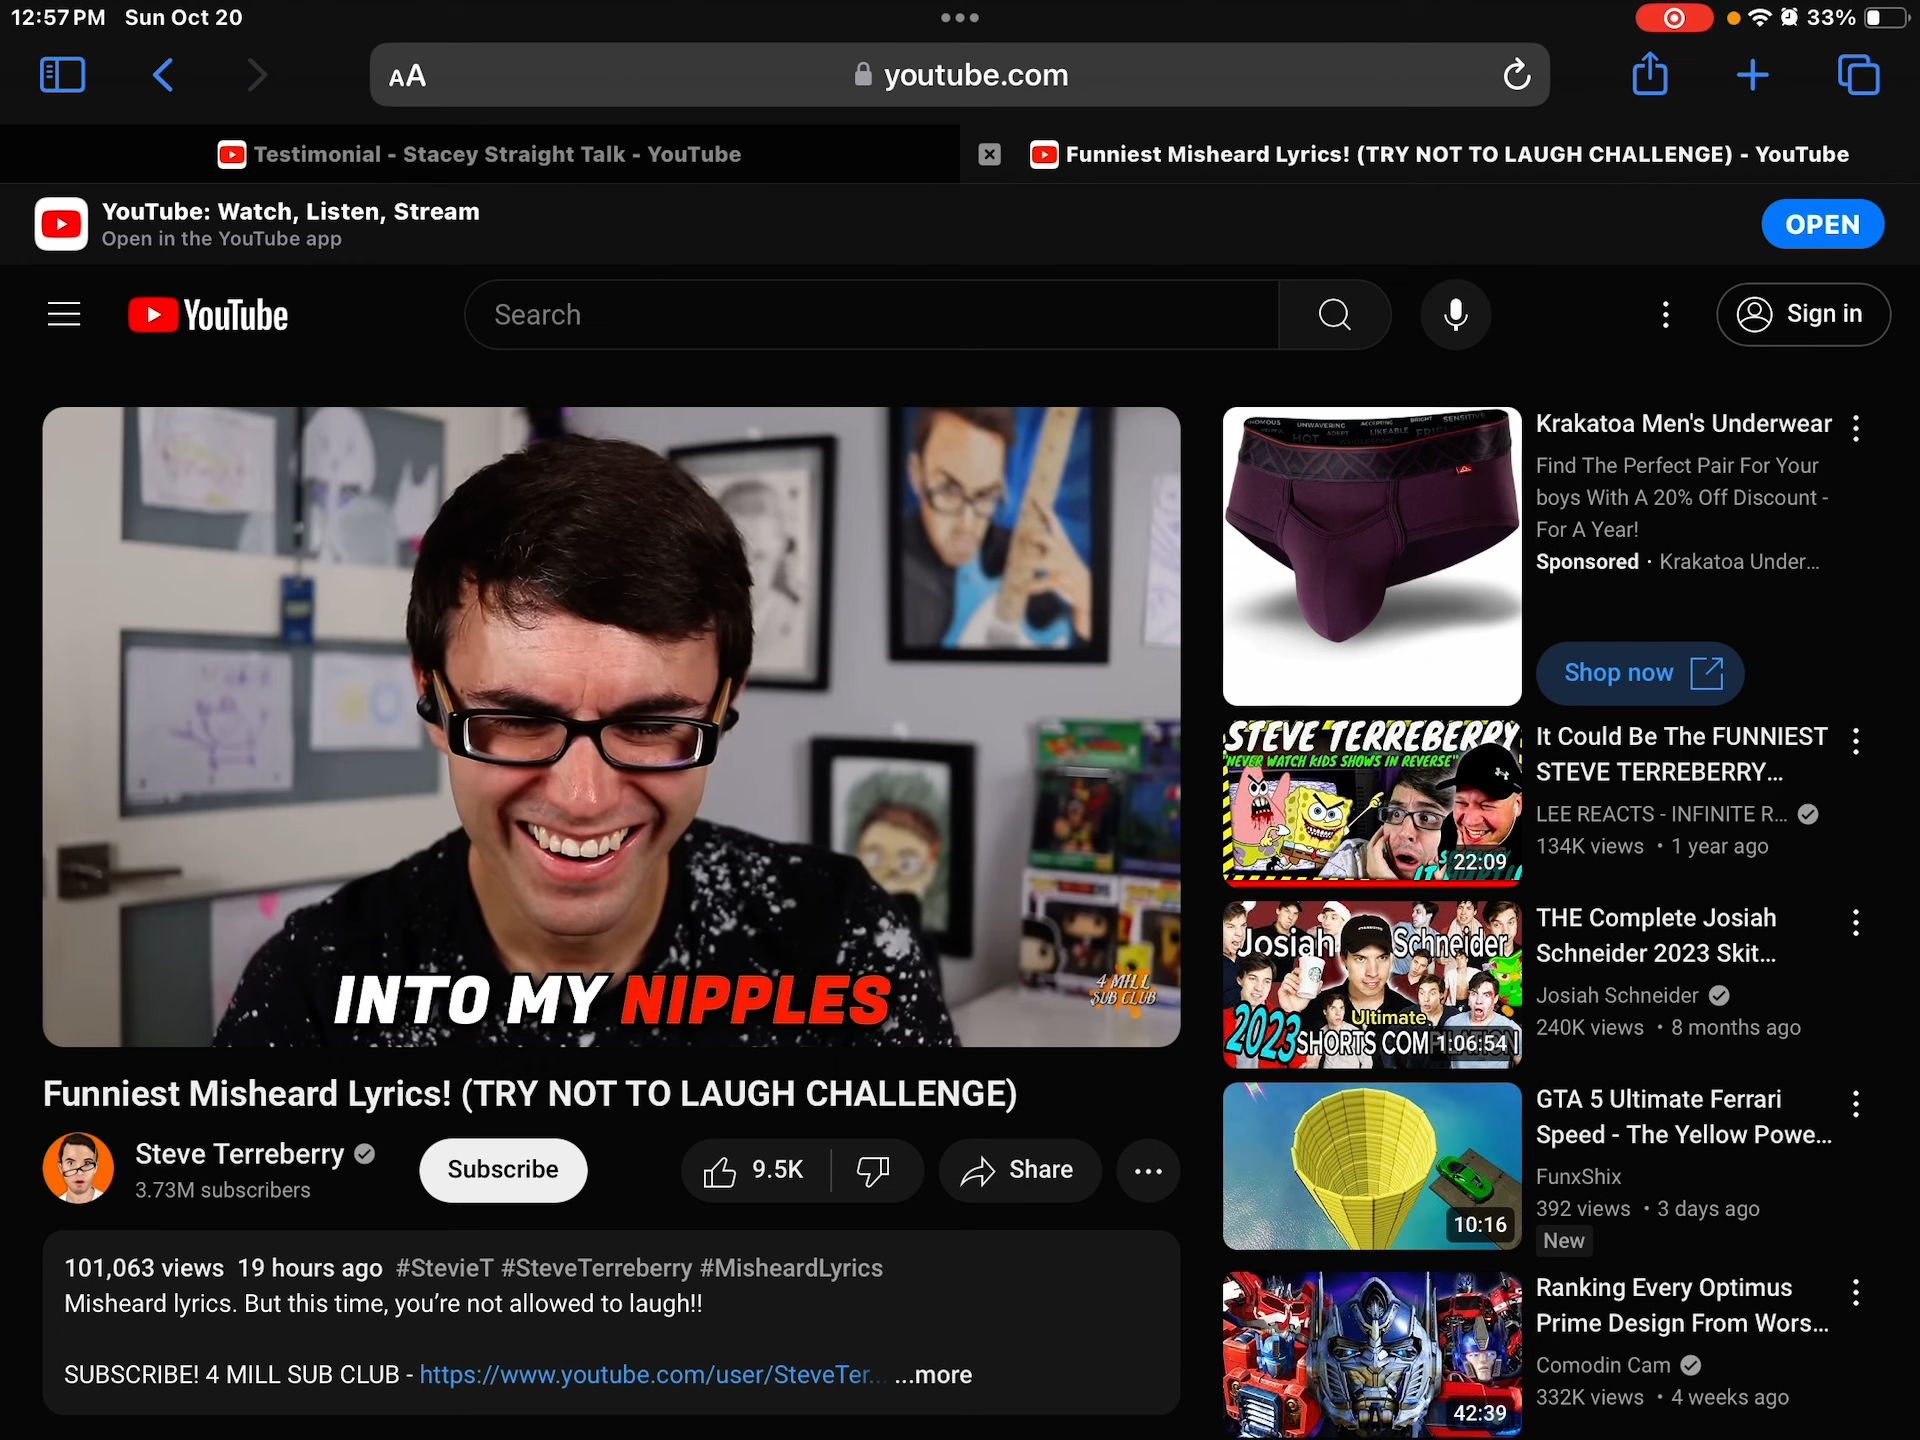 12:57 PM Sun Oct 20
33%
AA
youtube.com
Testimonial - Stacey Straight Talk - YouTube
Funniest Misheard Lyrics! (TRY NOT TO LAUGH CHALLENGE) - YouTube
YouTube: Watch, Listen, Stream
Open in the YouTube app
OPEN
YouTube
Search
Sign in
INTO MY NIPPLES
4 MILL
SUB CLUB
Funniest Misheard Lyrics! (TRY NOT TO LAUGH CHALLENGE)
Steve Terreberry
3.73M subscribers
Subscribe
9.5K
Share
101,063 views 19 hours ago #StevieT #SteveTerreberry #MisheardLyrics
Misheard lyrics. But this time, you're not allowed to laugh!!
SUBSCRIBE! 4 MILL SUB CLUB - https://www.youtube.com/user/SteveTer... ...more
UNWAVERING
ACCEPTING
BRIGHT
SENSITIVE
HOT
ADEPT
LIKEABLE
WHOLESOME
Krakatoa Men's Underwear
Find The Perfect Pair For Your
boys With A 20% Off Discount -
For A Year!
Sponsored · Krakatoa Under...
Shop now
STEVE TERREBERRY
"NEVER WATCH KIDS SHOWS IN REVERSE"
22:09
It Could Be The FUNNIEST
STEVE TERREBERRY...
LEE REACTS - INFINITE R...
134K views • 1 year ago
Josiah Schneider
2023
Ultimate
SHORTS COMPILATION
1:06:54
THE Complete Josiah
Schneider 2023 Skit...
Josiah Schneider
240K views • 8 months ago
10:16
GTA 5 Ultimate Ferrari
Speed - The Yellow Powe...
FunxShix
392 views • 3 days ago
New
42:39
Ranking Every Optimus
Prime Design From Wors...
Comodin Cam
332K views • 4 weeks ago